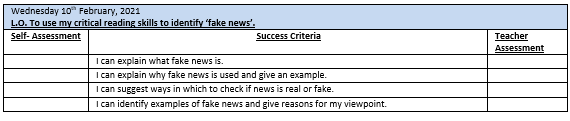 Wednesday 10th February, 2021
L.O. To use my critical reading skills to identify ‘fake news’.
Self- Assessment Success Criteria Teacher
Assessment
I can explain what fake news is.
I can explain why fake news is used and give an example.
I can suggest ways in which to check if news is real or fake.
I can identify examples of fake news and give reasons for my viewpoint.